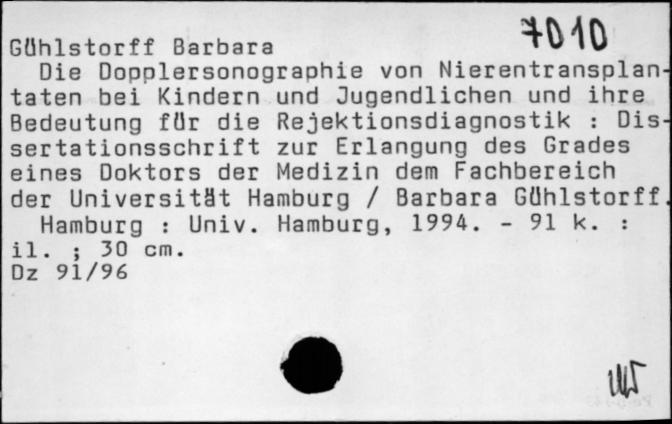 7010
Gühlstorff Barbara
Die Dopplersonographie von Nierentransplan-
taten bei Kindern und Jugendlichen und ihre
Bedeutung für die Rejektionsdiagnostik : Dis-
sertationsschrift zur Erlangung des Grades
eines Doktors der Medizin dem Fachbereich
der Universität Hamburg / Barbara Gühlstorff.
Hamburg : Univ. Hamburg, 1994. - 91 k. :
il. ; 30 cm.
Dz 91/96